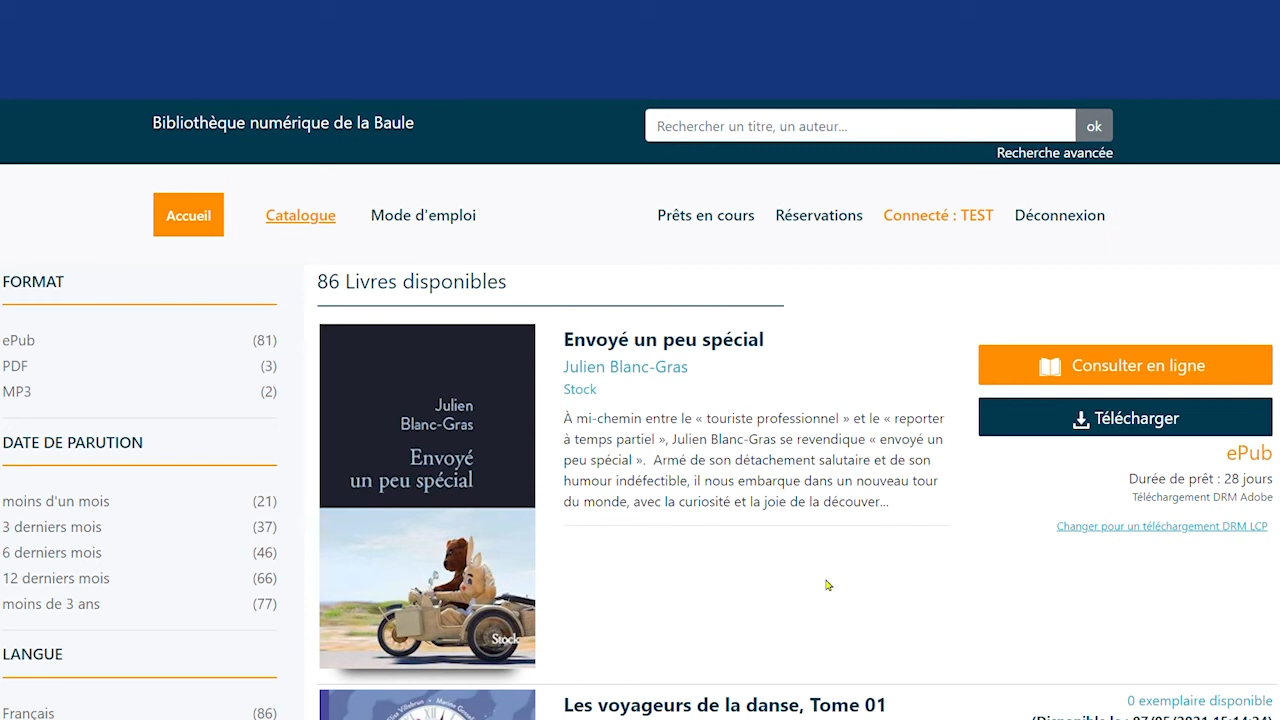 Bibliothèque numérique de la Baule
Rechercher un titre, un auteur...
ok
Recherche avancée
Accueil
Catalogue
Mode d'emploi
Prêts en cours
Réservations
Connecté : TEST
Déconnexion
FORMAT
ePub (81)
PDF (3)
MP3 (2)
DATE DE PARUTION
moins d'un mois (21)
3 derniers mois (37)
6 derniers mois (46)
12 derniers mois (66)
moins de 3 ans (77)
LANGUE
Français (86)
86 Livres disponibles
Julien
Blanc-Gras
Envoyé
un peu spécial
Stock
Envoyé un peu spécial
Julien Blanc-Gras
Stock
À mi-chemin entre le « touriste professionnel » et le « reporter
à temps partiel », Julien Blanc-Gras se revendique « envoyé un
peu spécial ». Armé de son détachement salutaire et de son
humour indéfectible, il nous embarque dans un nouveau tour
du monde, avec la curiosité et la joie de la découver...
Consulter en ligne
Télécharger
ePub
Durée de prêt : 28 jours
Téléchargement DRM Adobe
Changer pour un téléchargement DRM LCP
Les voyageurs de la danse, Tome 01
0 exemplaire disponible